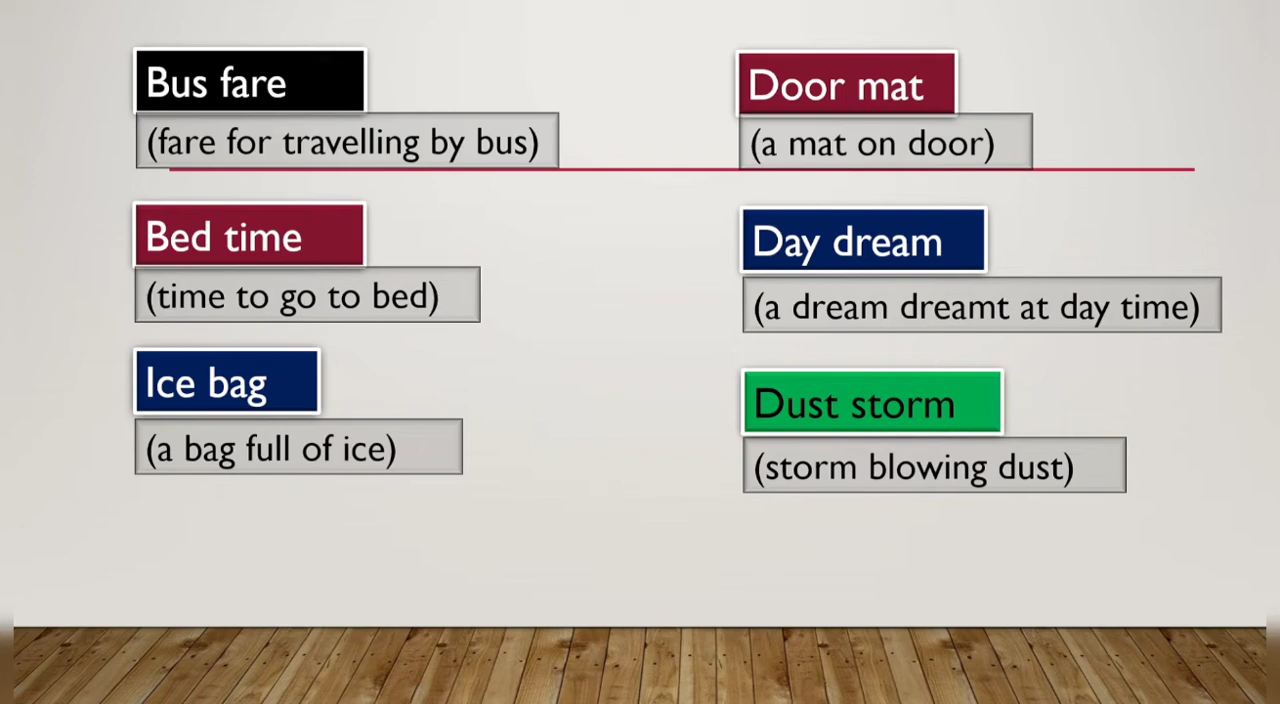 Bus fare
(fare for travelling by bus)
Bed time
(time to go to bed)
Ice bag
(a bag full of ice)
Door mat
(a mat on door)
Day dream
(a dream dreamt at day time)
Dust storm
(storm blowing dust)